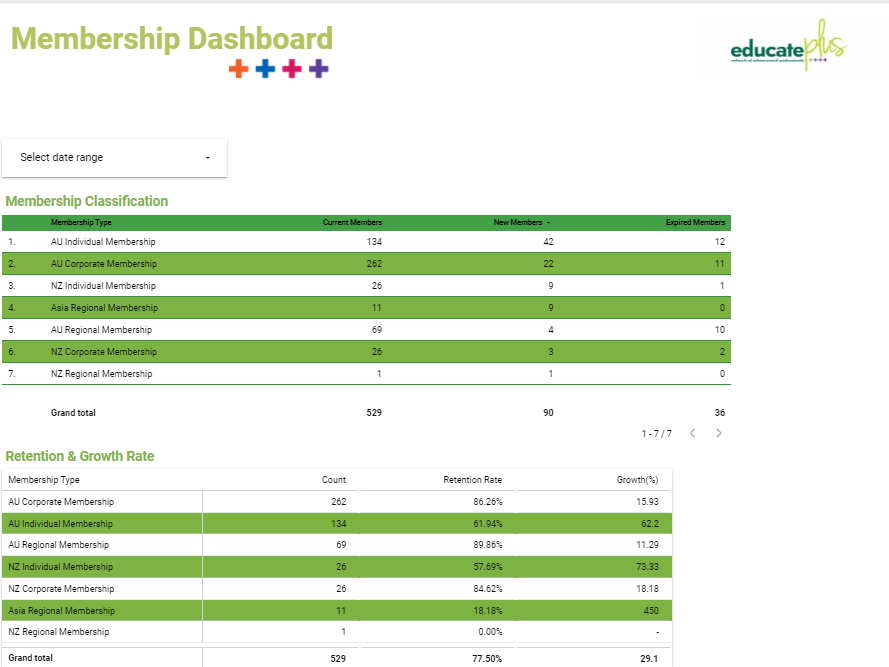 Membership Dashboard
educateplus
Select date range
Membership Classification
Membership Type Current Members New Members Expired Members
1. AU Individual Membership 134 42 12
2. AU Corporate Membership 262 22 11
3. NZ Individual Membership 26 9 1
4. Asia Regional Membership 11 9 0
5. AU Regional Membership 69 4 10
6. NZ Corporate Membership 26 3 2
7. NZ Regional Membership 1 1 0
Grand total 529 90 36
1 - 7 / 7 < >
Retention & Growth Rate
Membership Type Count Retention Rate Growth(%)
AU Corporate Membership 262 86.26% 15.93
AU Individual Membership 134 61.94% 62.2
AU Regional Membership 69 89.86% 11.29
NZ Individual Membership 26 57.69% 73.33
NZ Corporate Membership 26 84.62% 18.18
Asia Regional Membership 11 18.18% 450
NZ Regional Membership 1 0.00% -
Grand total 529 77.50% 29.1